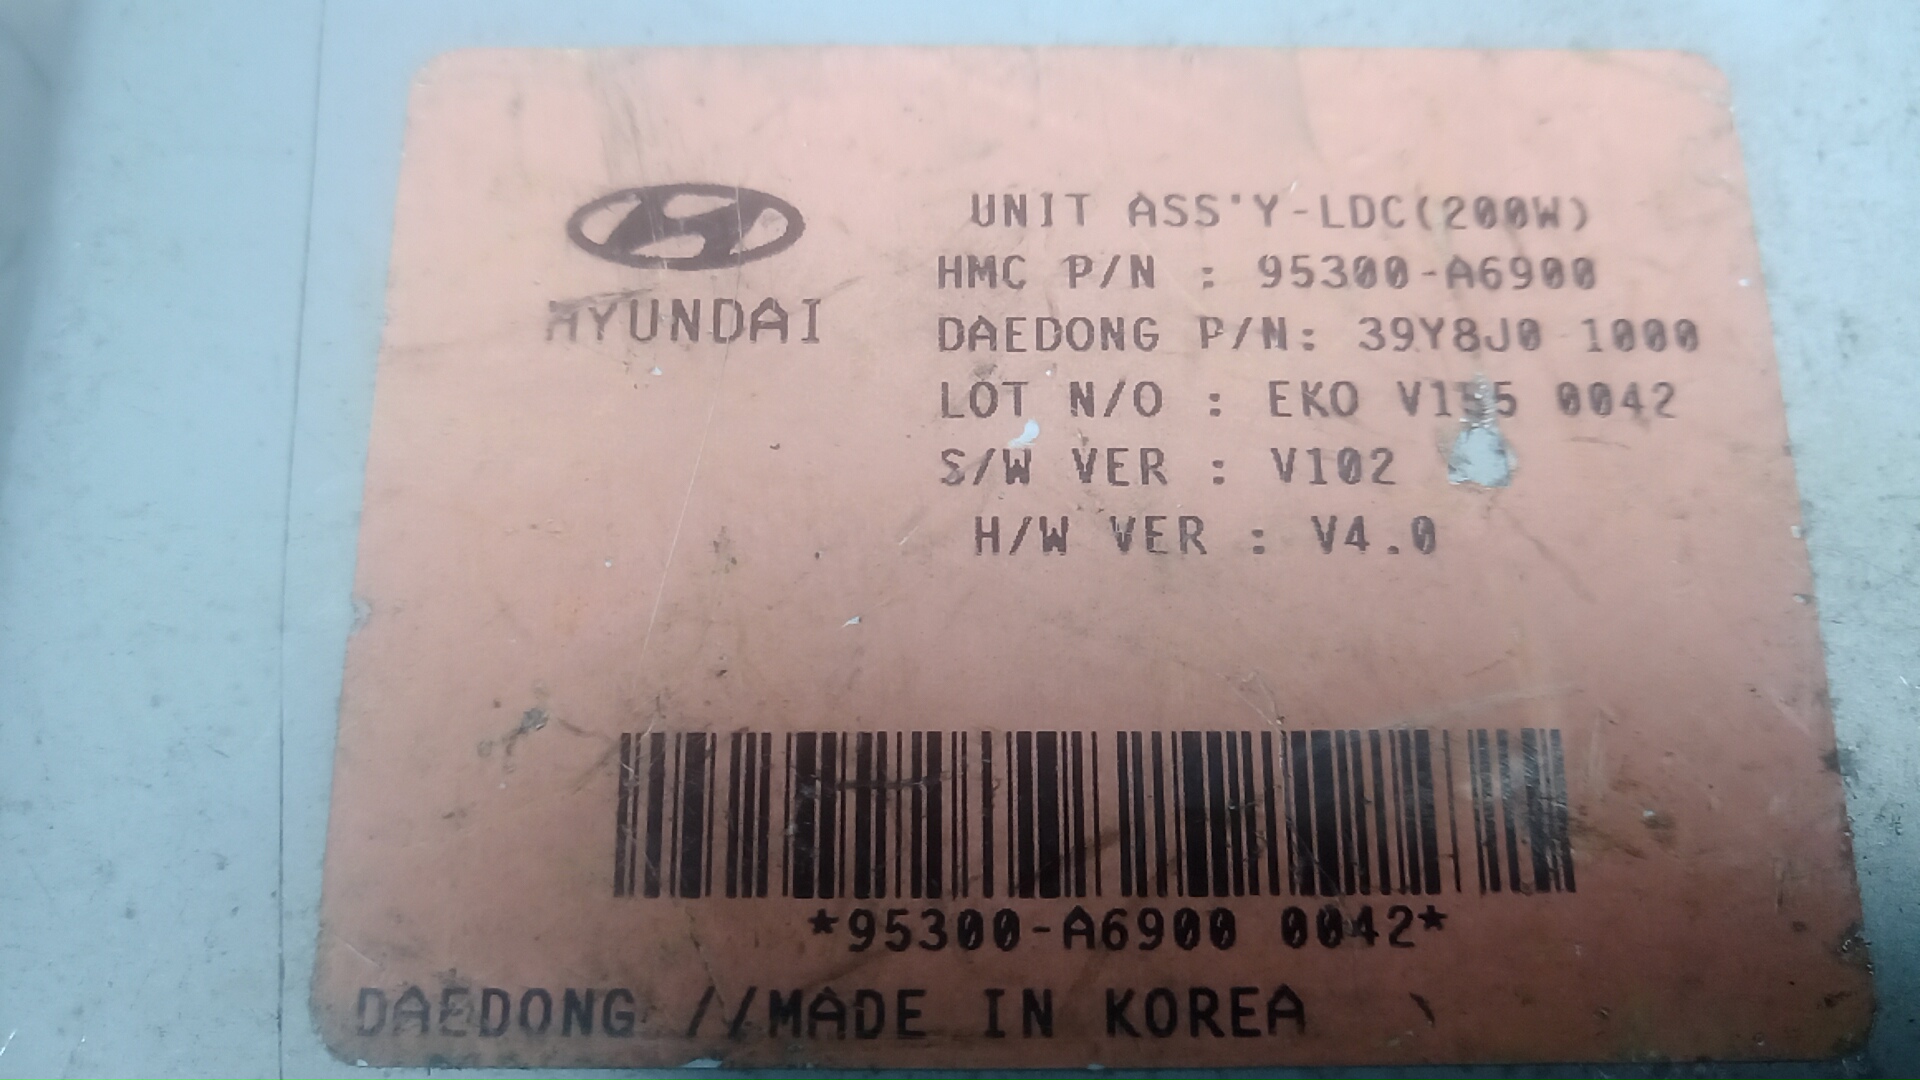 UNIT ASS'Y-LDC(200W)
HYUNDAI
HMC P/N : 95300-A6900
DAEDONG P/N: 39Y8J0 1000
LOT N/O : EKO 0042
S/W VER : V102
H/W VER : V4.0
*95300-A6900 0042*
DAEDONG //MADE IN KOREA